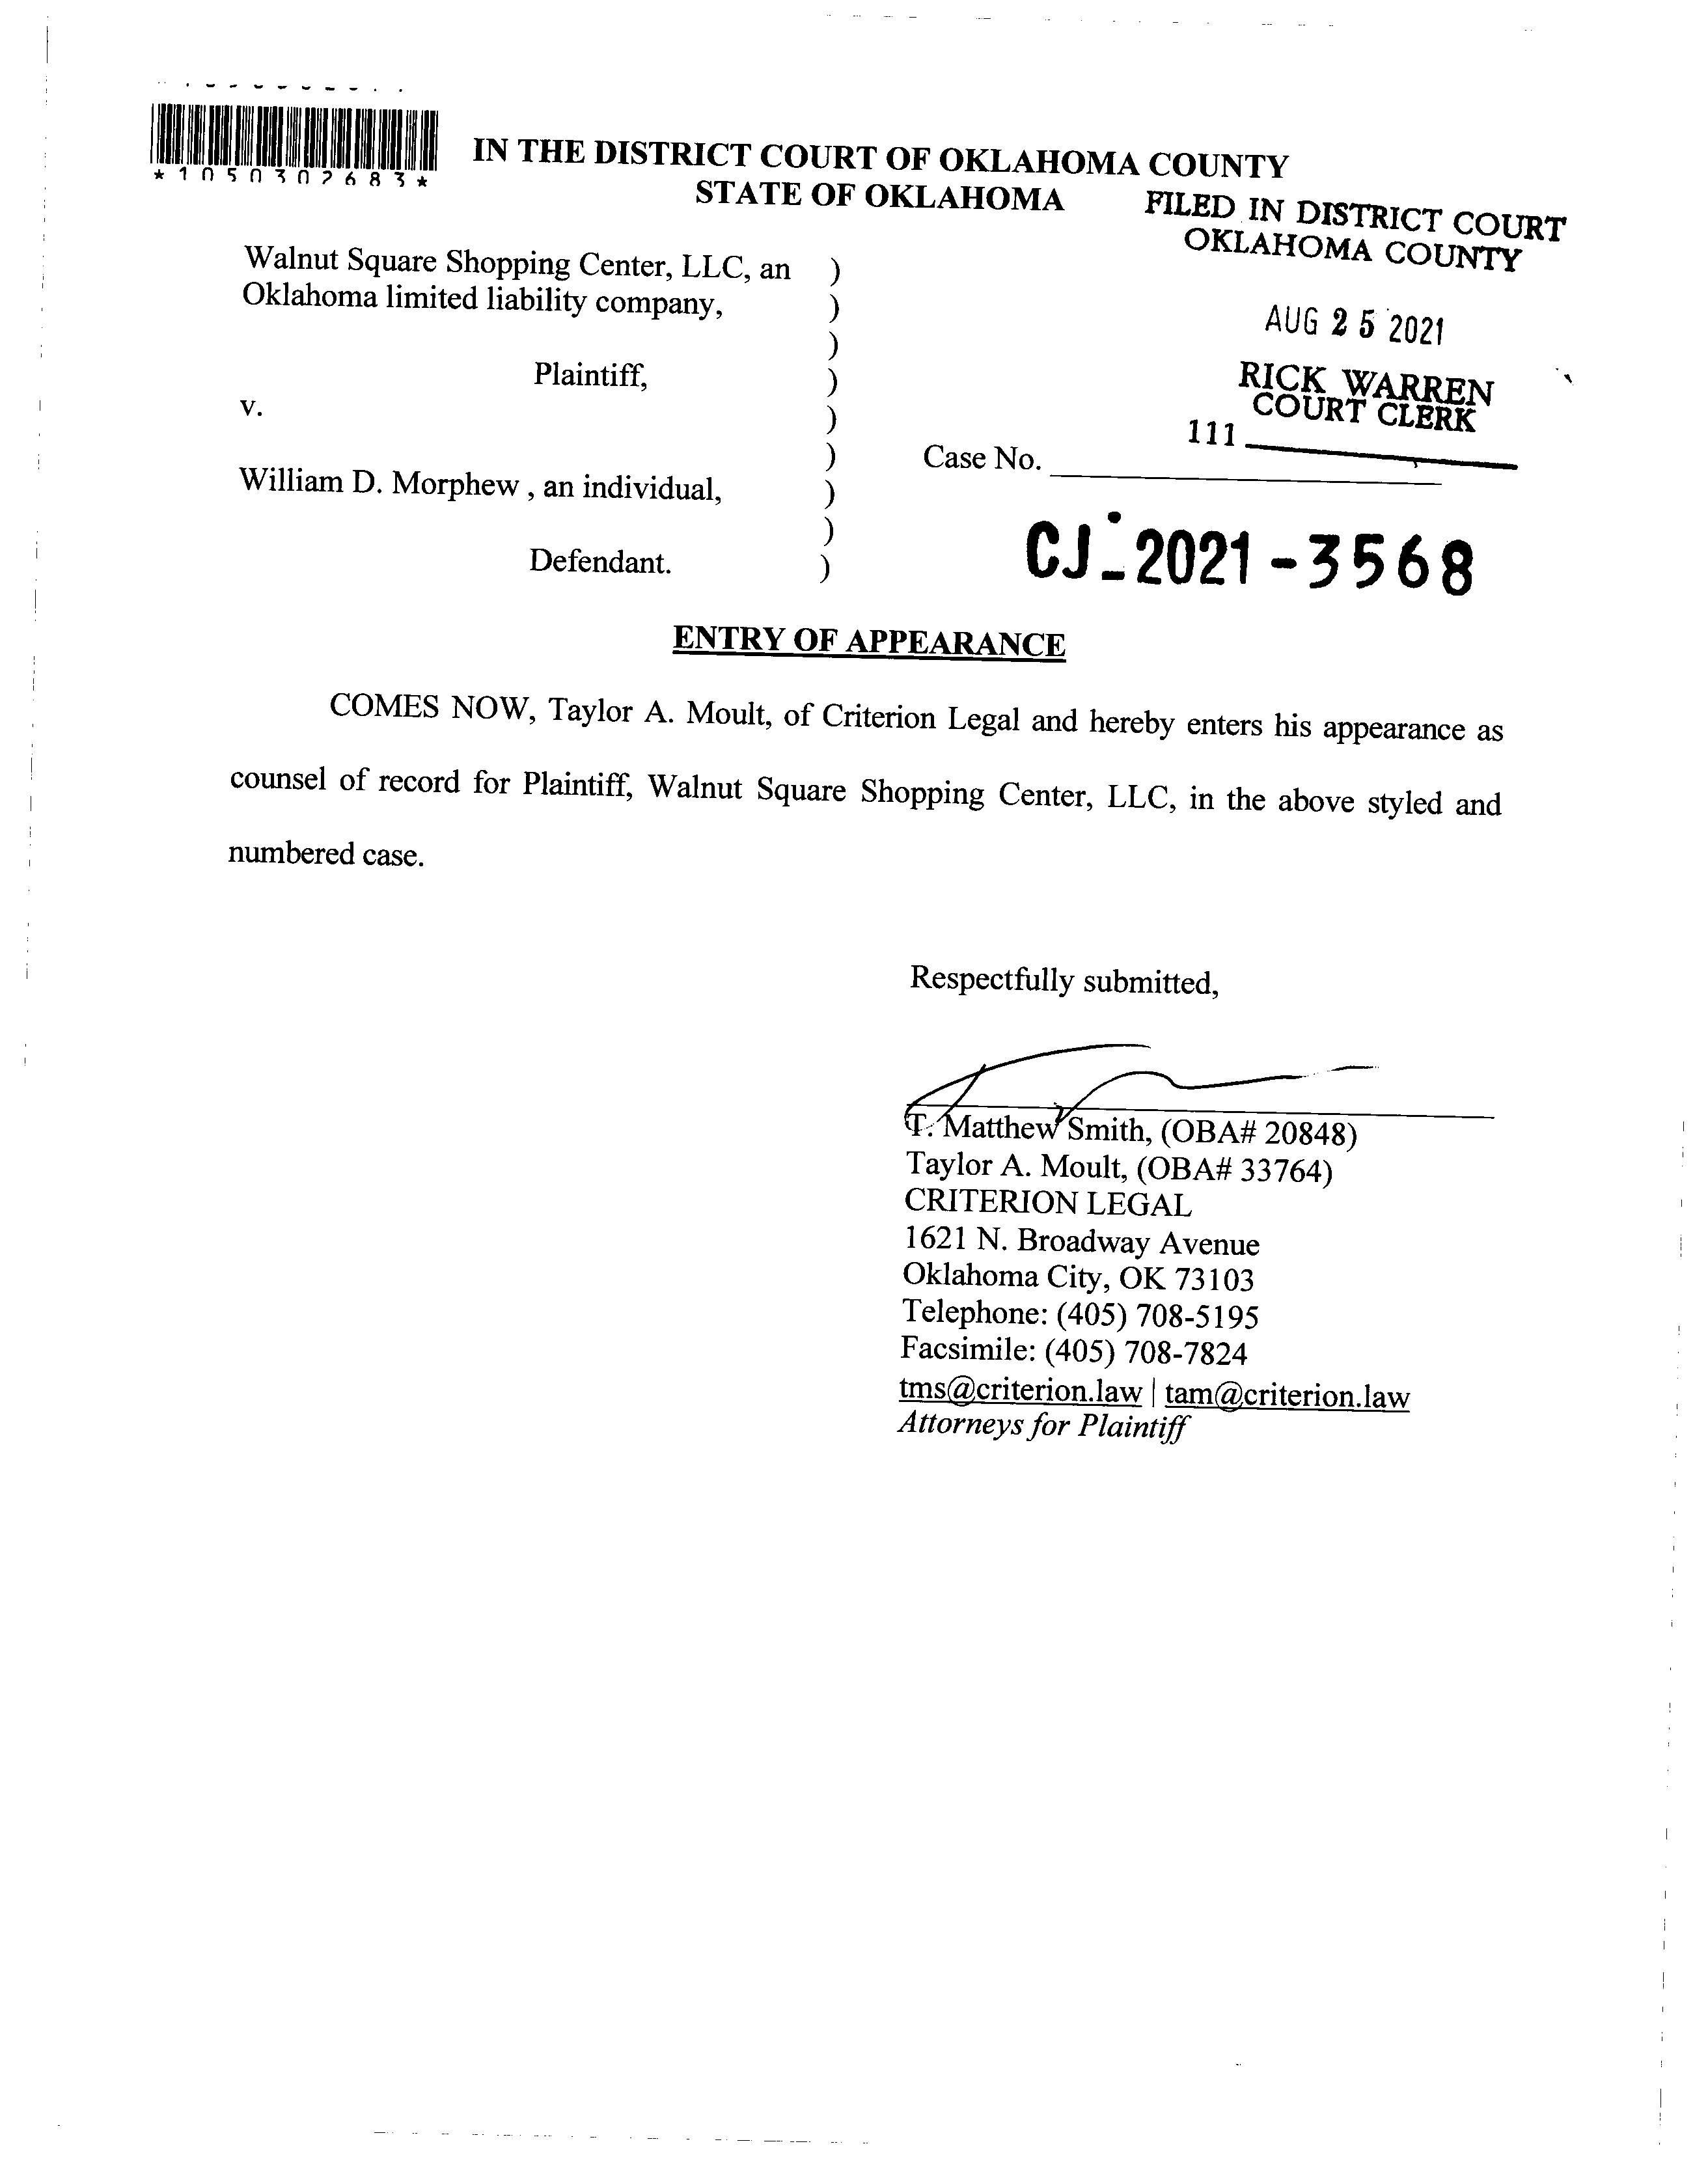 *1050302683*
IN THE DISTRICT COURT OF OKLAHOMA COUNTY
STATE OF OKLAHOMA
FILED IN DISTRICT COURT
OKLAHOMA COUNTY
AUG 25 2021
RICK WARREN
COURT CLERK
111
Walnut Square Shopping Center, LLC, an )
Oklahoma limited liability company, )
)
Plaintiff, )
v. )
)
William D. Morphew , an individual, )
)
Defendant. )
Case No.
CJ-2021-3568
ENTRY OF APPEARANCE
COMES NOW, Taylor A. Moult, of Criterion Legal and hereby enters his appearance as
counsel of record for Plaintiff, Walnut Square Shopping Center, LLC, in the above styled and
numbered case.
Respectfully submitted,
T. Matthew Smith, (OBA# 20848)
Taylor A. Moult, (OBA# 33764)
CRITERION LEGAL
1621 N. Broadway Avenue
Oklahoma City, OK 73103
Telephone: (405) 708-5195
Facsimile: (405) 708-7824
tms@criterion.law | tam@criterion.law
Attorneys for Plaintiff